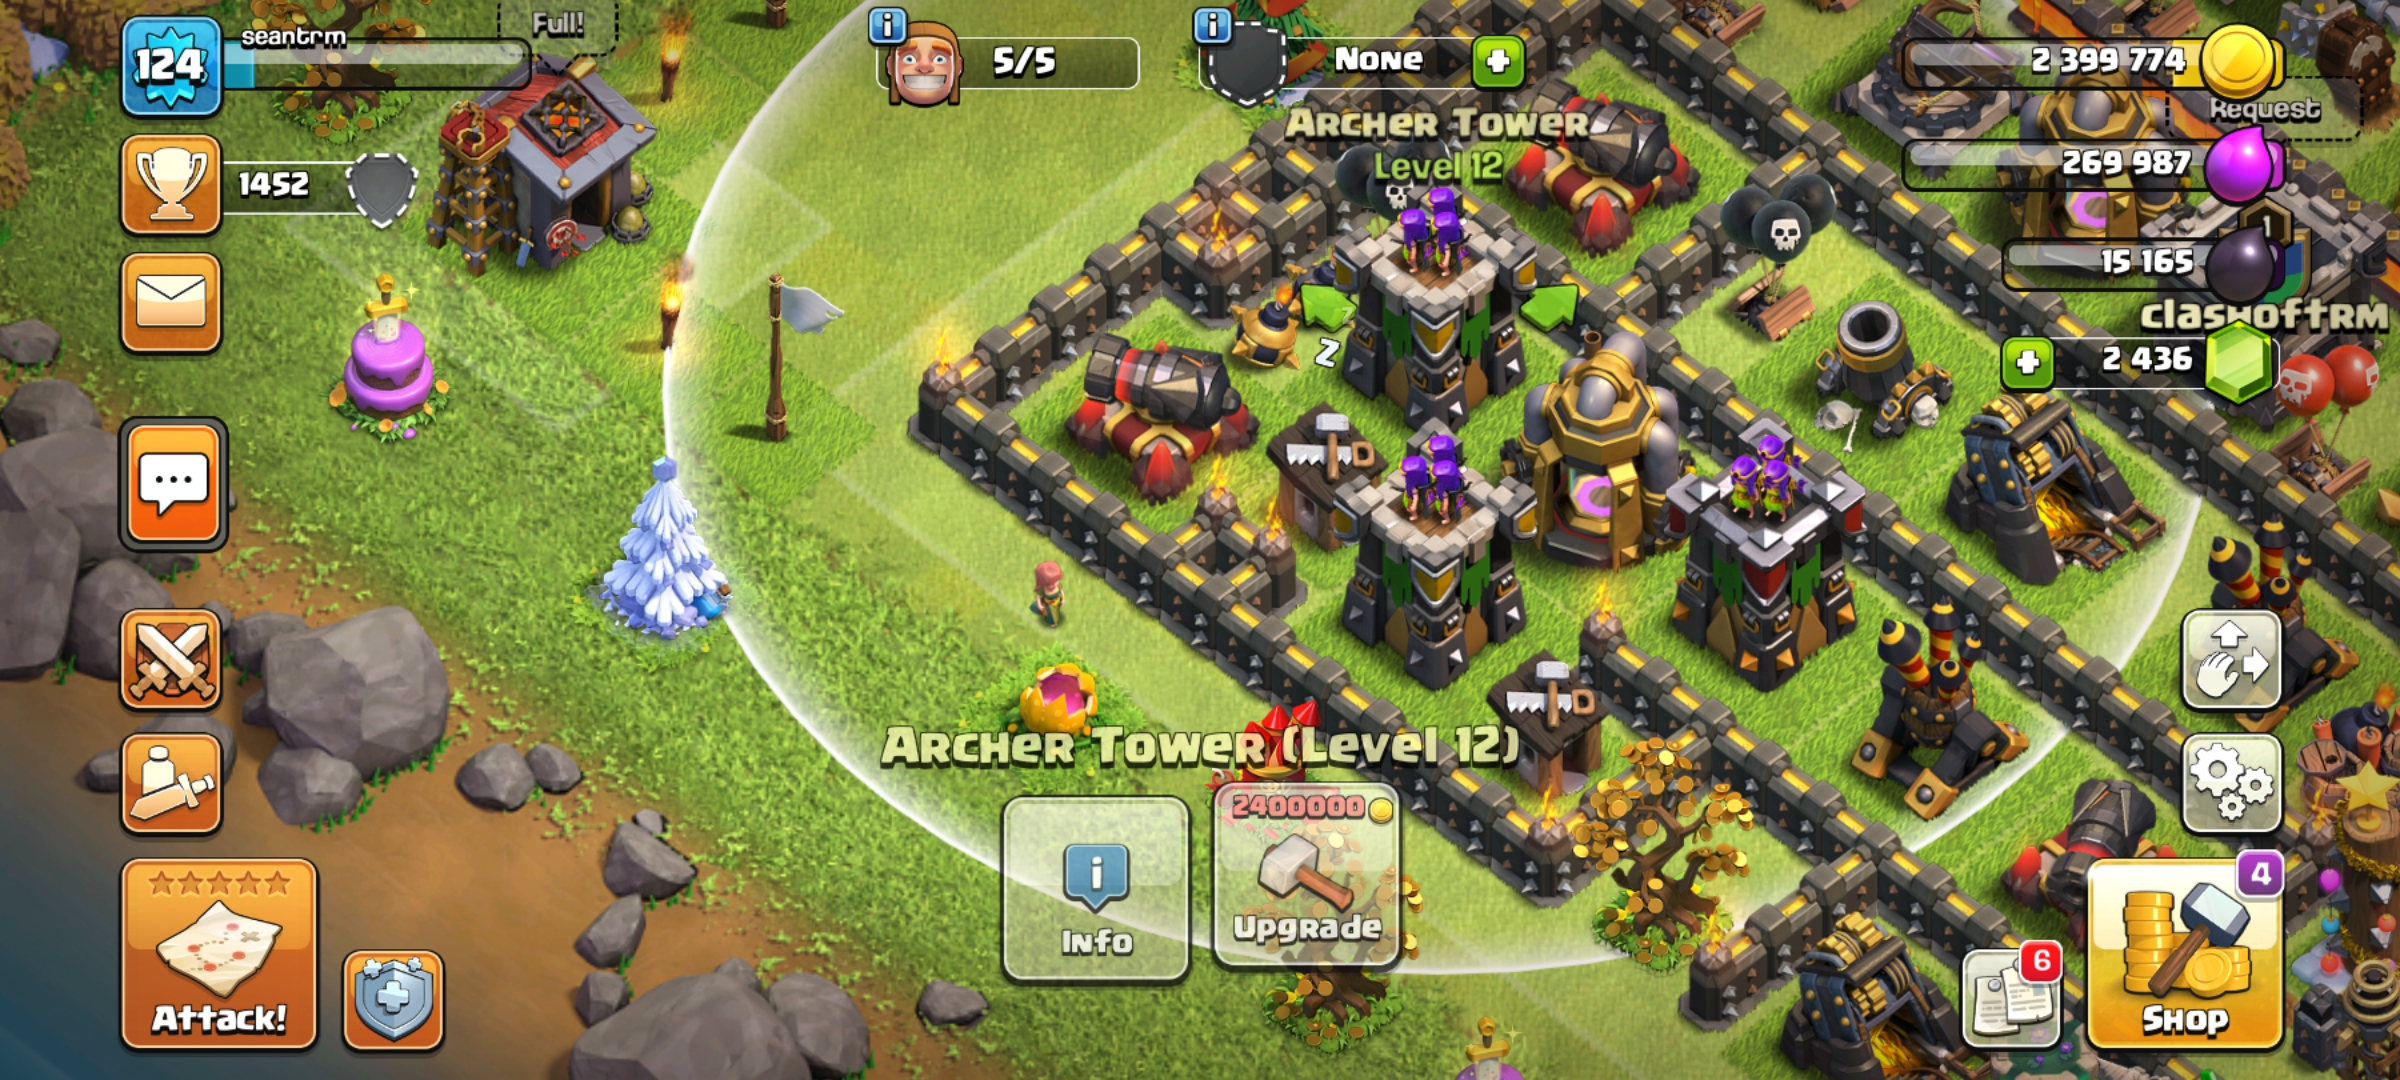 124
seantrm
Full!
5/5
None
2 399 774
Request
Archer Tower
Level 12
1452
269 987
1
15 165
clashoftrm
2 436
Z
Archer Tower (Level 12)
2400000
Info
Upgrade
Attack!
4
6
Shop